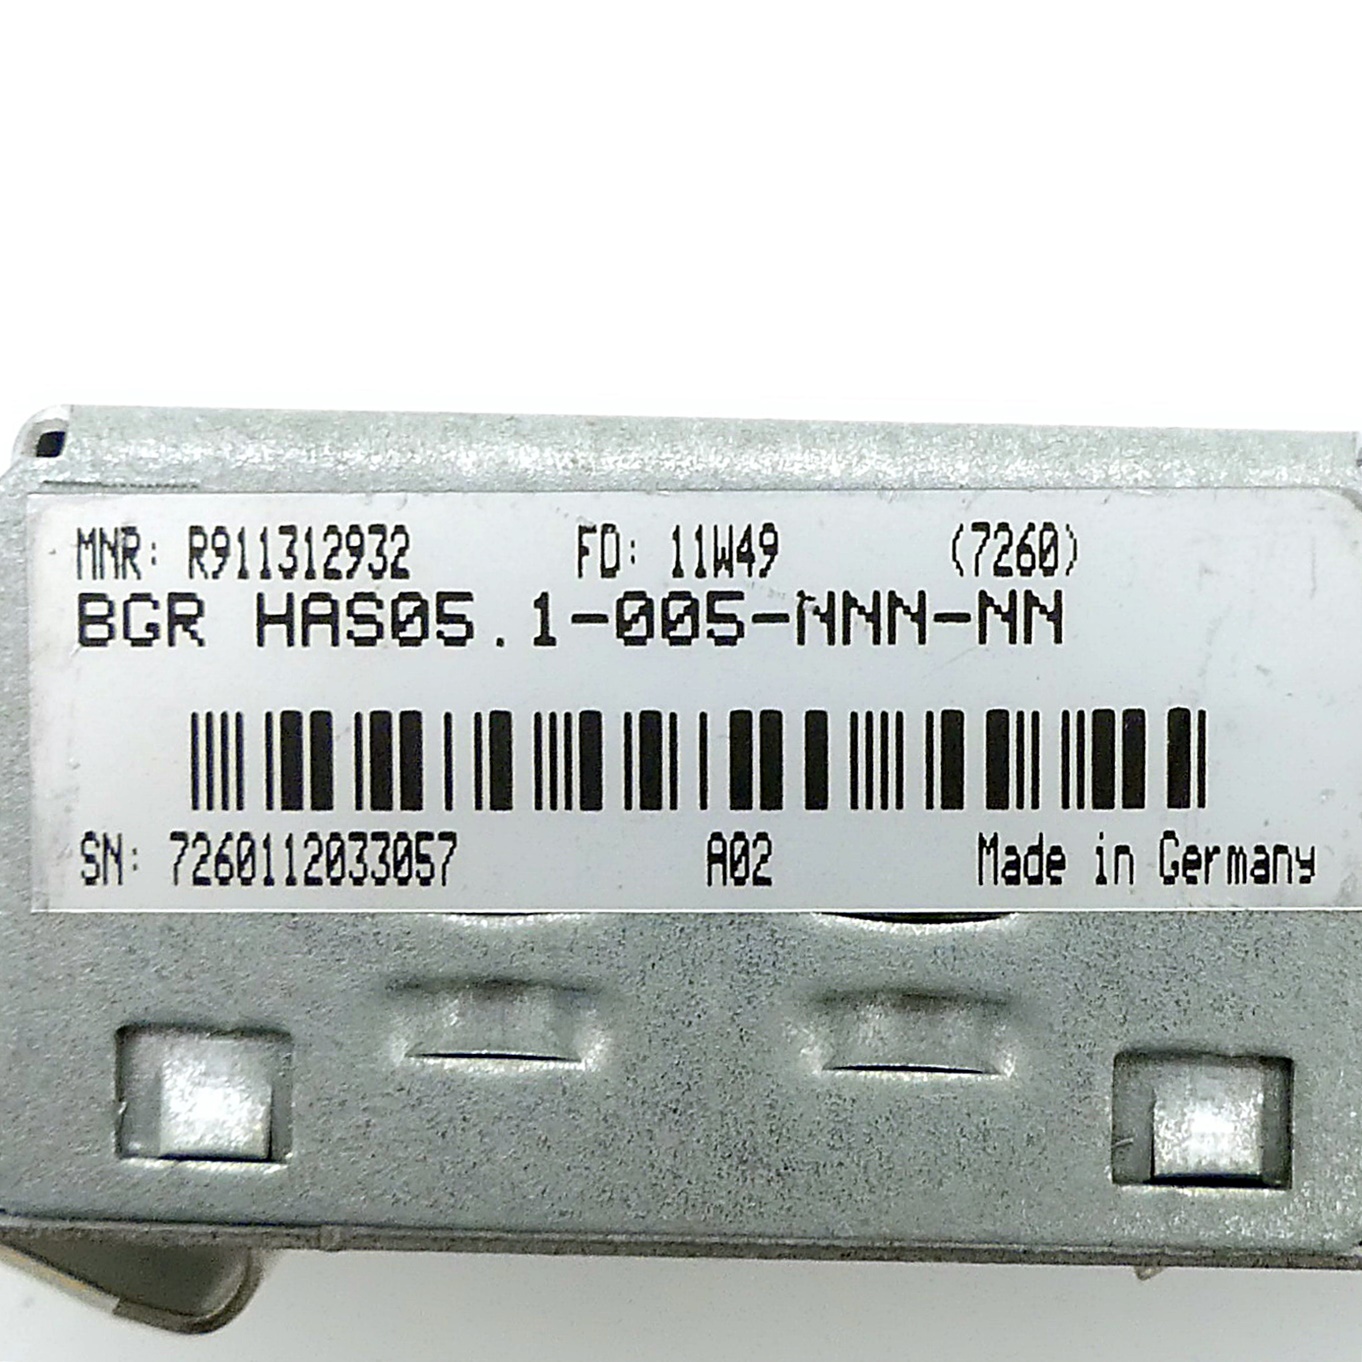 MNR: R911312932 FD: 11W49 (7260)
BGR HAS05.1-005-NNN-NN
SN: 7260112033057 A02 Made in Germany